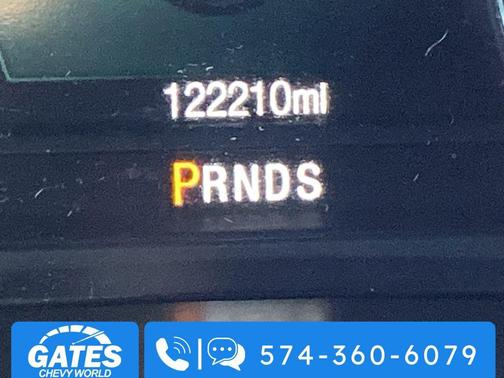 122210mi
PRNDS
GATES
CHEVY WORLD
574-360-6079